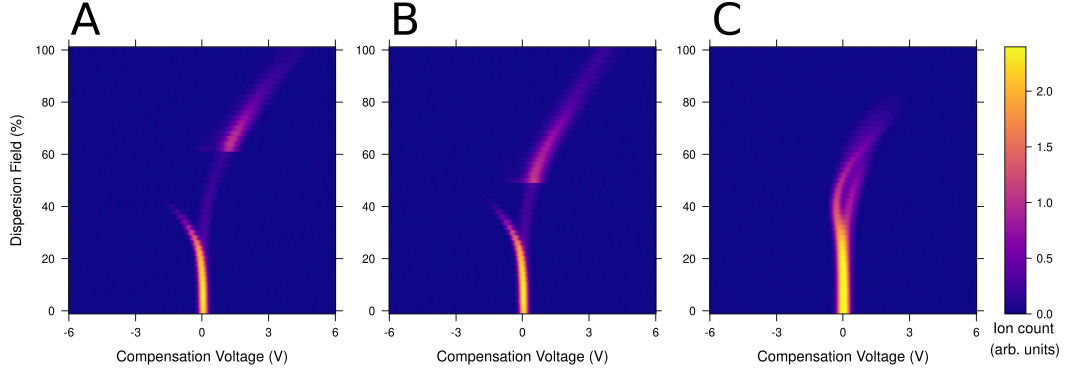 A B C
Dispersion Field (%)
100
80
60
40
20
0
-6 -3 0 3 6
Compensation Voltage (V)
100
80
60
40
20
0
-6 -3 0 3 6
Compensation Voltage (V)
100
80
60
40
20
0
-6 -3 0 3 6
Compensation Voltage (V)
2.0
1.5
1.0
0.5
0.0
Ion count
(arb. units)